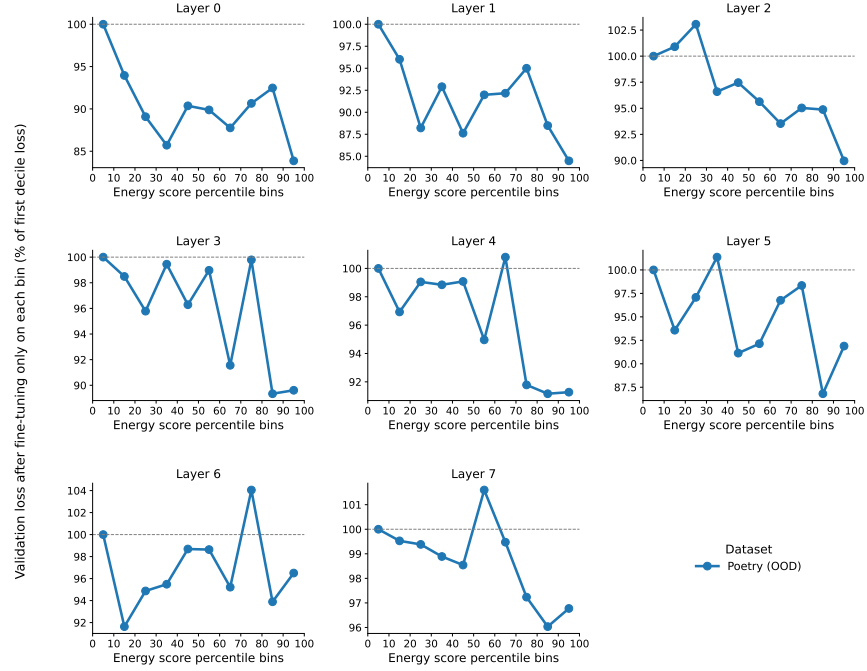 Validation loss after fine-tuning only on each bin (% of first decile loss)
Layer 0
100
95
90
85
0 10 20 30 40 50 60 70 80 90 100
Energy score percentile bins
Layer 1
100.0
97.5
95.0
92.5
90.0
87.5
85.0
0 10 20 30 40 50 60 70 80 90 100
Energy score percentile bins
Layer 2
102.5
100.0
97.5
95.0
92.5
90.0
0 10 20 30 40 50 60 70 80 90 100
Energy score percentile bins
Layer 3
100
98
96
94
92
90
0 10 20 30 40 50 60 70 80 90 100
Energy score percentile bins
Layer 4
100
98
96
94
92
0 10 20 30 40 50 60 70 80 90 100
Energy score percentile bins
Layer 5
100.0
97.5
95.0
92.5
90.0
87.5
0 10 20 30 40 50 60 70 80 90 100
Energy score percentile bins
Layer 6
104
102
100
98
96
94
92
0 10 20 30 40 50 60 70 80 90 100
Energy score percentile bins
Layer 7
101
100
99
98
97
96
0 10 20 30 40 50 60 70 80 90 100
Energy score percentile bins
Dataset
Poetry (OOD)